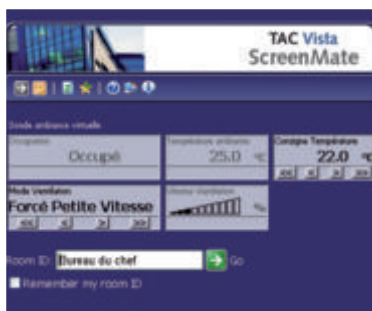 TAC Vista
ScreenMate
Sonde ambiance virtuelle
Occupation
Température ambiante
Consigne Température
Occupé
25.0 °C
22.0 °C
<< < > >>
Mode Ventilation
Vitesse Ventilation
Forcé Petite Vitesse
%
<< < > >>
Room ID: Bureau du chef Go
Remember my room ID